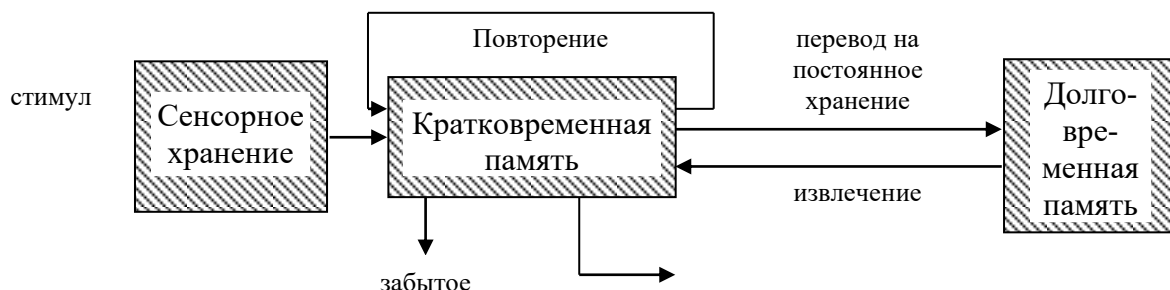 стимул
Сенсорное
хранение
Повторение
Кратковременная
память
забытое
перевод на
постоянное
хранение
извлечение
Долго-
вре-
менная
память